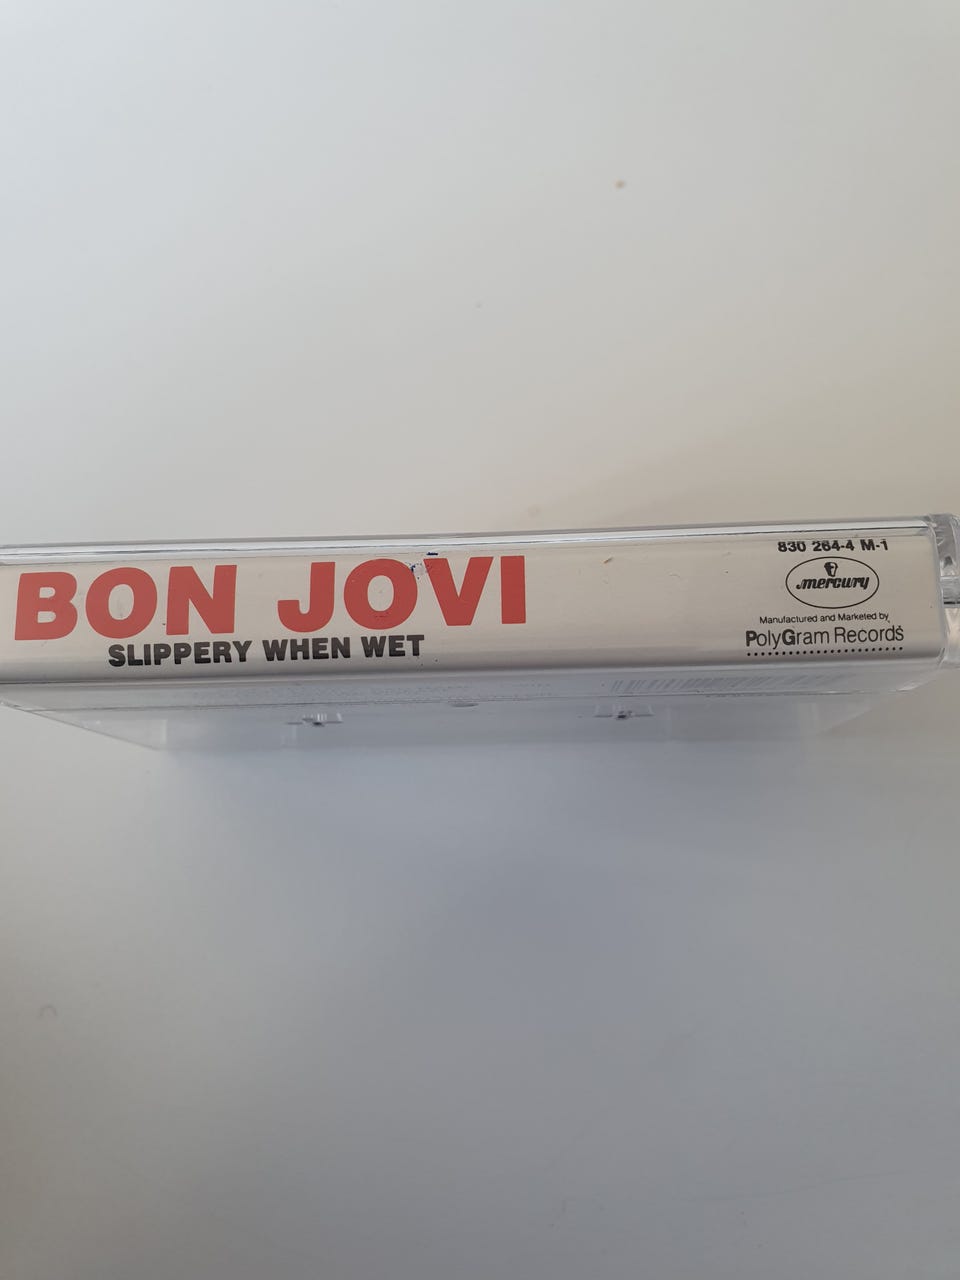 BON JOVI
SLIPPERY WHEN WET
830 264-4 M-1
mercury
Manufactured and Marketed by
PolyGram Records